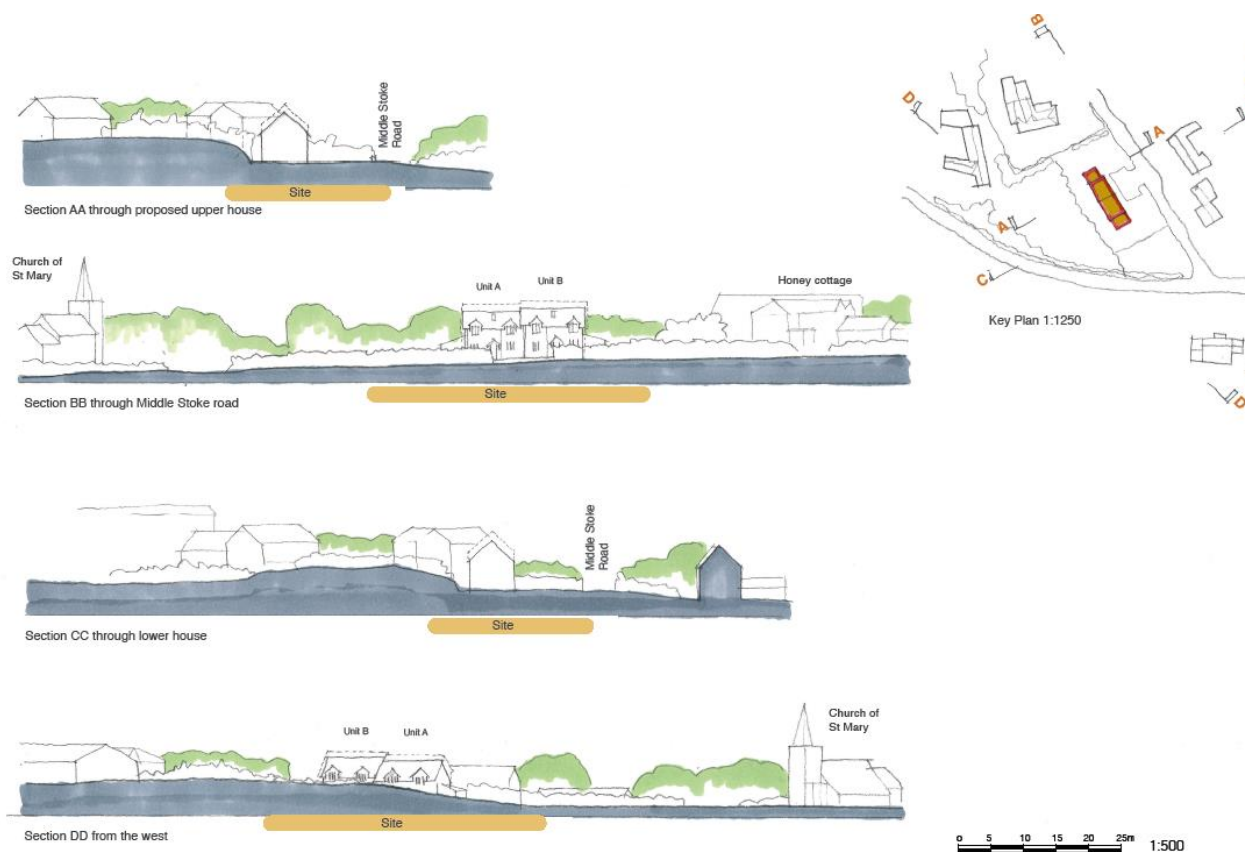 Middle Stoke
Road
Site
Section AA through proposed upper house
Church of
St Mary
Unit A
Unit B
Honey cottage
Site
Section BB through Middle Stoke road
B
D
A
A
C
D
Key Plan 1:1250
Middle Stoke
Road
Site
Section CC through lower house
Unit B
Unit A
Church of
St Mary
Site
Section DD from the west
0 5 10 15 20 25m 1:500